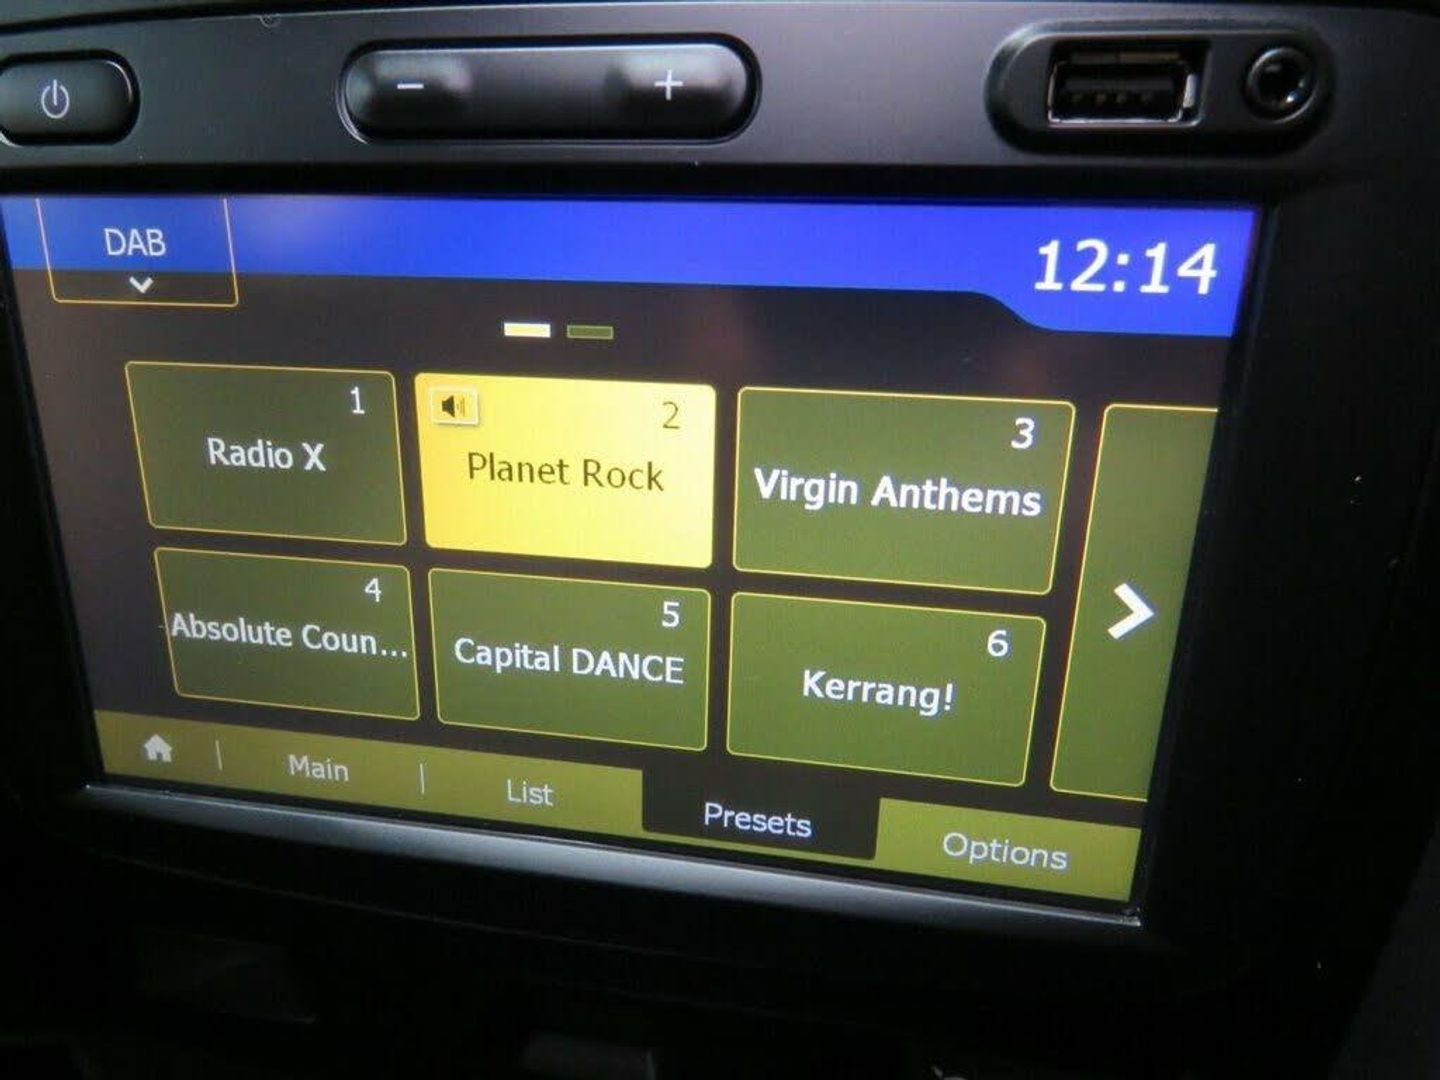 DAB
12:14
1
Radio X
2
Planet Rock
3
Virgin Anthems
4
Absolute Coun...
5
Capital DANCE
6
Kerrang!
Main
List
Presets
Options